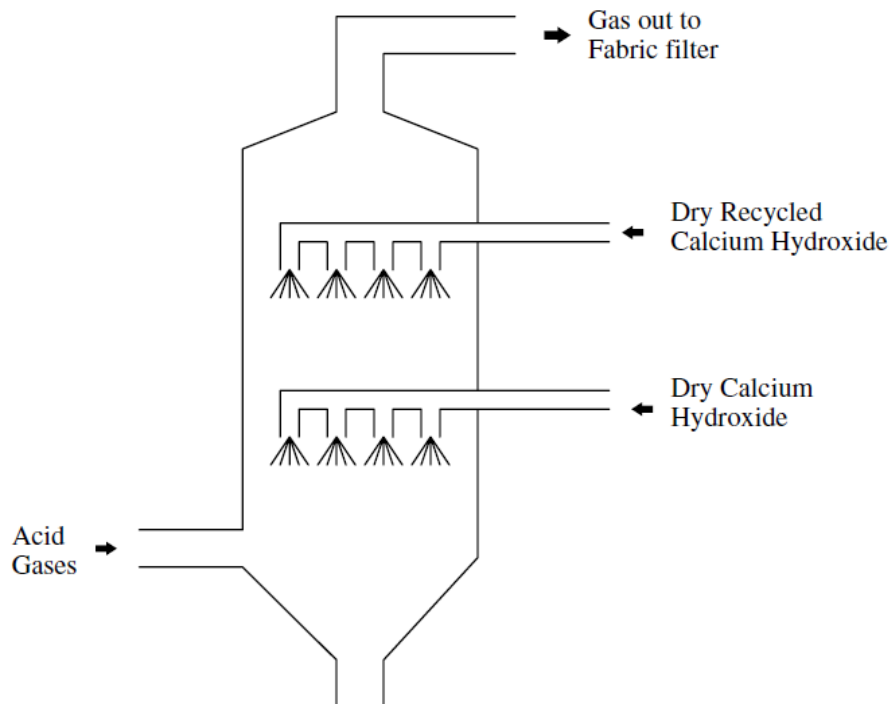 Gas out to
Fabric filter
Dry Recycled
Calcium Hydroxide
Dry Calcium
Hydroxide
Acid
Gases